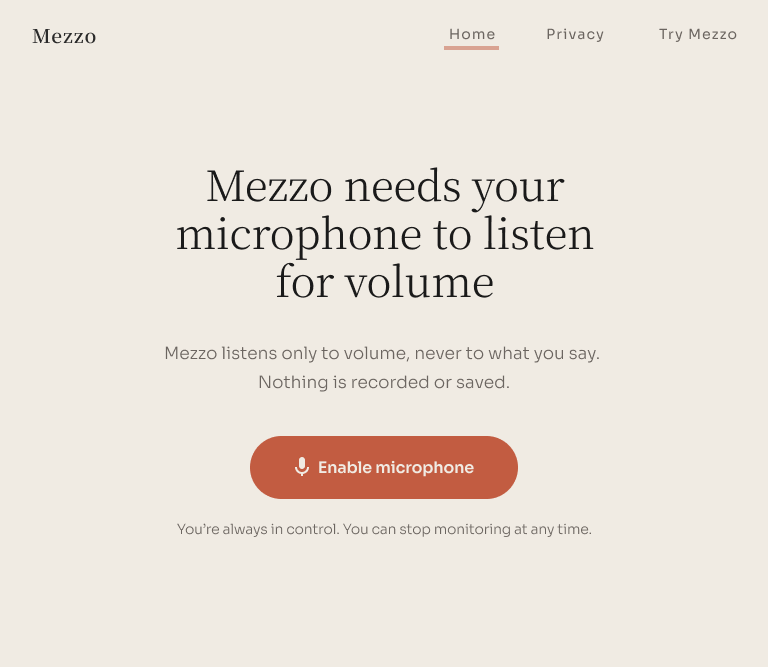 Mezzo
Home Privacy Try Mezzo
Mezzo needs your
microphone to listen
for volume
Mezzo listens only to volume, never to what you say.
Nothing is recorded or saved.
Enable microphone
You’re always in control. You can stop monitoring at any time.